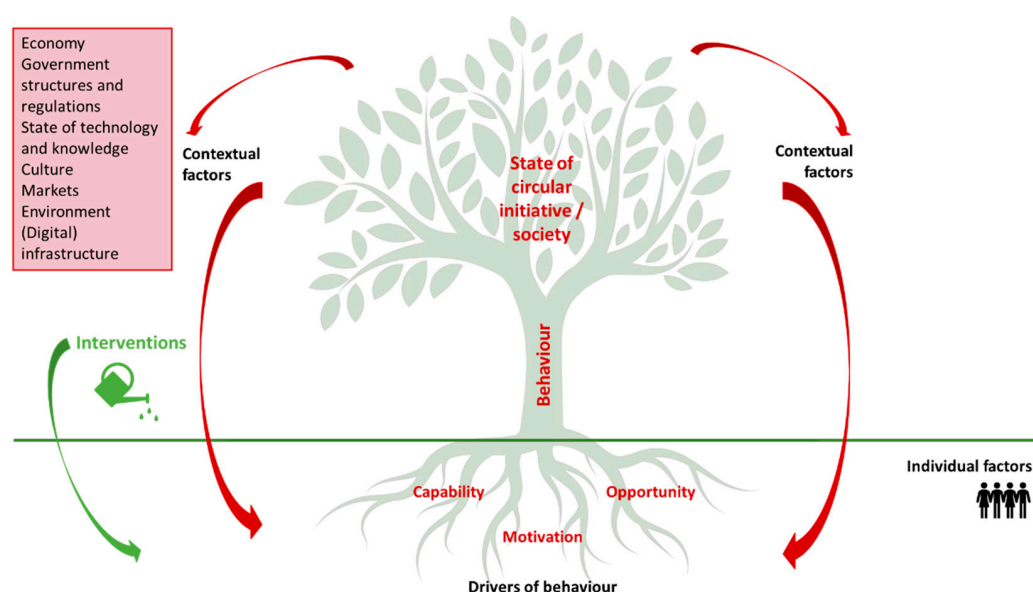 Economy
Government
structures and
regulations
State of technology
and knowledge
Culture
Markets
Environment
(Digital)
infrastructure
Contextual
factors
State of
circular
initiative /
society
Contextual
factors
Interventions
Behaviour
Individual factors
Capability
Opportunity
Motivation
Drivers of behaviour